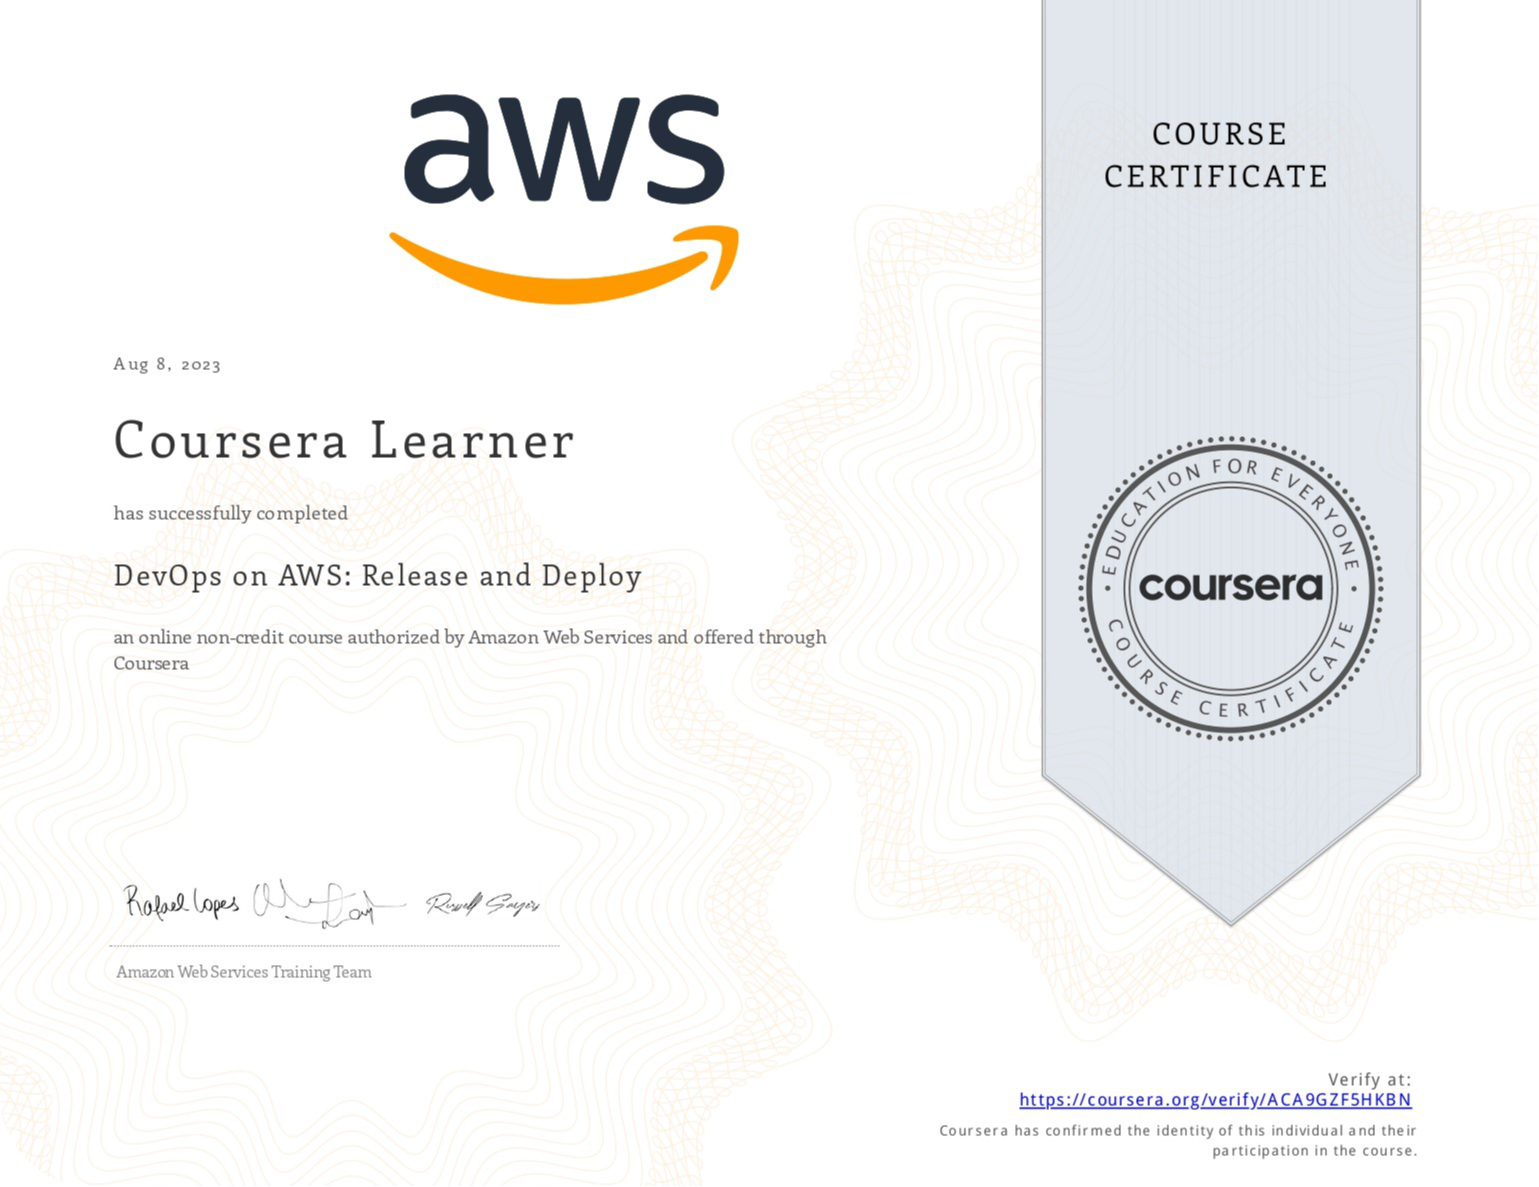 aws
COURSE
CERTIFICATE
Aug 8, 2023
Coursera Learner
has successfully completed
DevOps on AWS: Release and Deploy
an online non-credit course authorized by Amazon Web Services and offered through
Coursera
EDUCATION FOR EVERYONE
coursera
COURSE CERTIFICATE
Rafael Lopes
Russell Sayers
Amazon Web Services Training Team
Verify at:
https://coursera.org/verify/ACA9GZF5HKBN
Coursera has confirmed the identity of this individual and their
participation in the course.